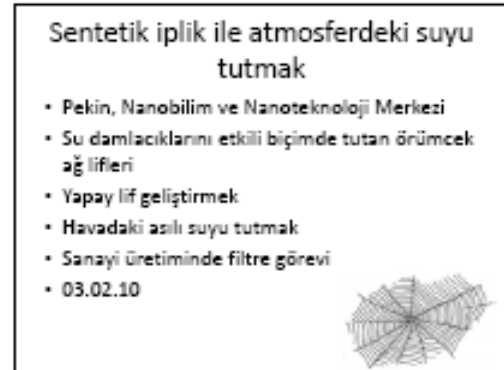 Sentetik iplik ile atmosferdeki suyu
tutmak
• Pekin, Nanobilim ve Nanoteknoloji Merkezi
• Su damlacıklarını etkili biçimde tutan örümcek
ağ lifleri
• Yapay lif geliştirmek
• Havadaki asılı suyu tutmak
• Sanayi üretiminde filtre görevi
• 03.02.10